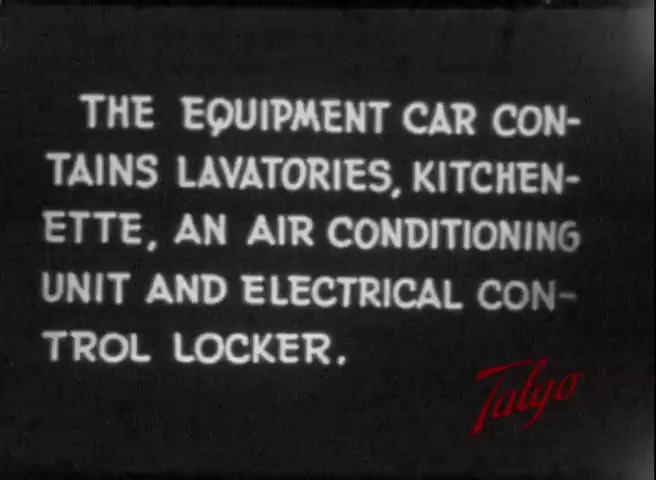 THE EQUIPMENT CAR CON-
TAINS LAVATORIES, KITCHEN-
ETTE, AN AIR CONDITIONING
UNIT AND ELECTRICAL CON-
TROL LOCKER.
Talgo